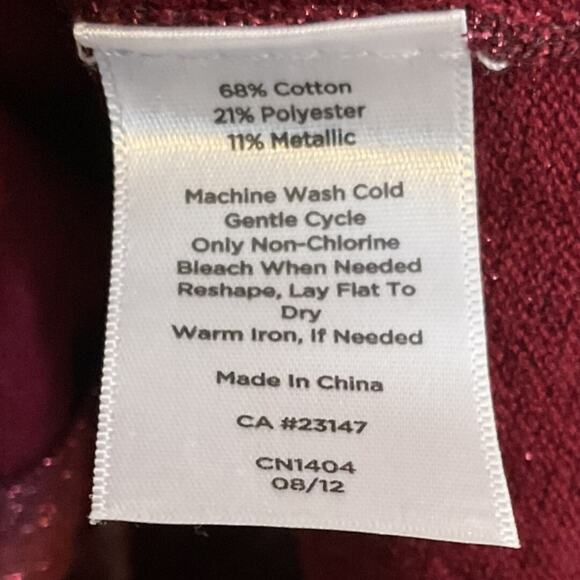 68% Cotton
21% Polyester
11% Metallic
Machine Wash Cold
Gentle Cycle
Only Non-Chlorine
Bleach When Needed
Reshape, Lay Flat To
Dry
Warm Iron, If Needed
Made In China
CA #23147
CN1404
08/12